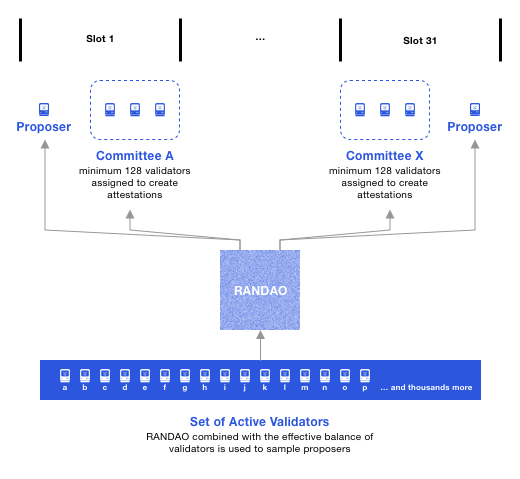 Slot 1
...
Slot 31
Proposer
Proposer
Committee A
minimum 128 validators
assigned to create
attestations
Committee X
minimum 128 validators
assigned to create
attestations
RANDAO
a b c d e f g h i j k l m n o p ... and thousands more
Set of Active Validators
RANDAO combined with the effective balance of
validators is used to sample proposers